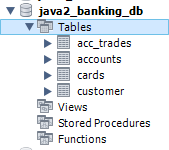 java2_banking_db
Tables
acc_trades
accounts
cards
customer
Views
Stored Procedures
Functions